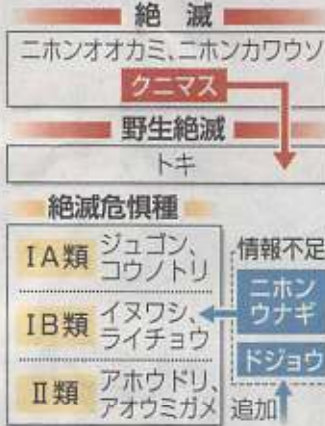 絶 滅
ニホンオオカミ、ニホンカワウソ
クニマス
野生絶滅
トキ
絶滅危惧種
ⅠA類 ジュゴン、
コウノトリ
ⅠB類 イヌワシ、
ライチョウ
Ⅱ類 アホウドリ、
アオウミガメ
情報不足
ニホン
ウナギ
ドジョウ
追加